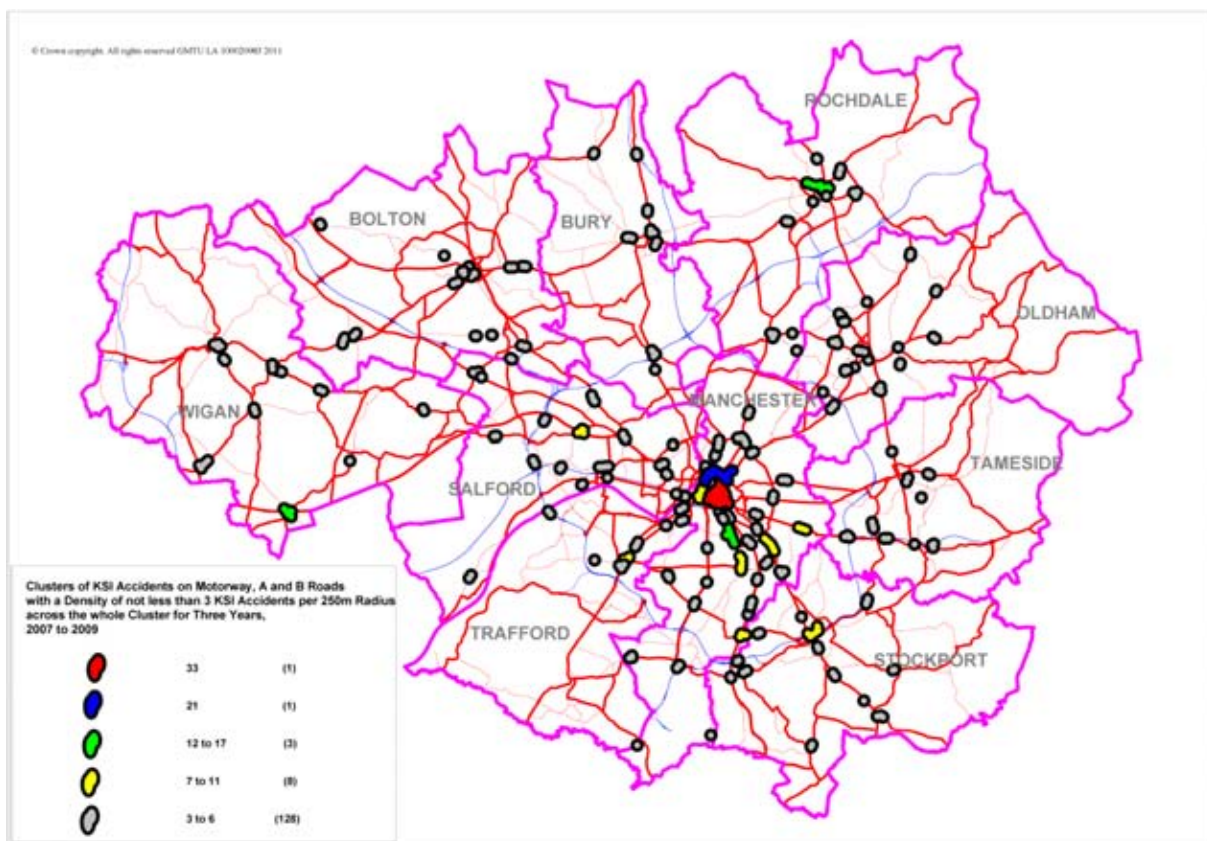 © Crown copyright. All rights reserved GMTU LA 2011
ROCHDALE
BOLTON
BURY
OLDHAM
MANCHESTER
WIGAN
TAMESIDE
SALFORD
TRAFFORD
STOCKPORT
Clusters of KSI Accidents on Motorway, A and B Roads
with a Density of not less than 3 KSI Accidents per 250m Radius
across the whole Cluster for Three Years,
2007 to 2009
33 (1)
21 (1)
12 to 17 (3)
7 to 11 (8)
3 to 6 (128)